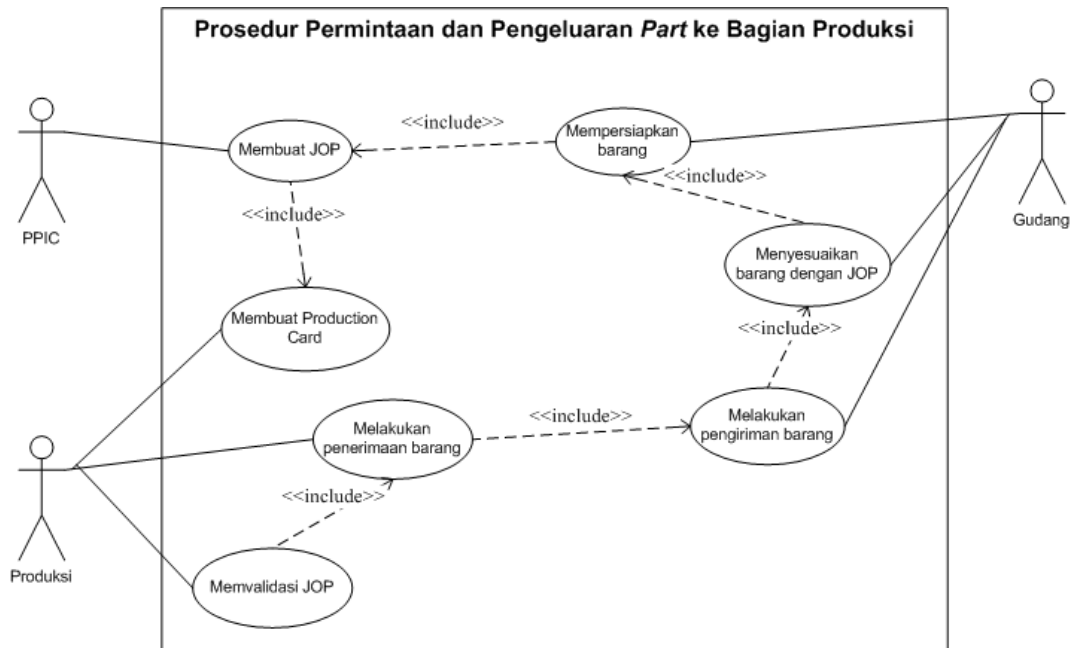 Prosedur Permintaan dan Pengeluaran Part ke Bagian Produksi
<<include>>
Mempersiapkan
barang
Membuat JOP
<<include>>
<<include>>
PPIC
Gudang
Menyesuaikan
barang dengan JOP
Membuat Production
Card
<<include>>
Melakukan
penerimaan barang
<<include>>
Melakukan
pengiriman barang
<<include>>
Produksi
Memvalidasi JOP